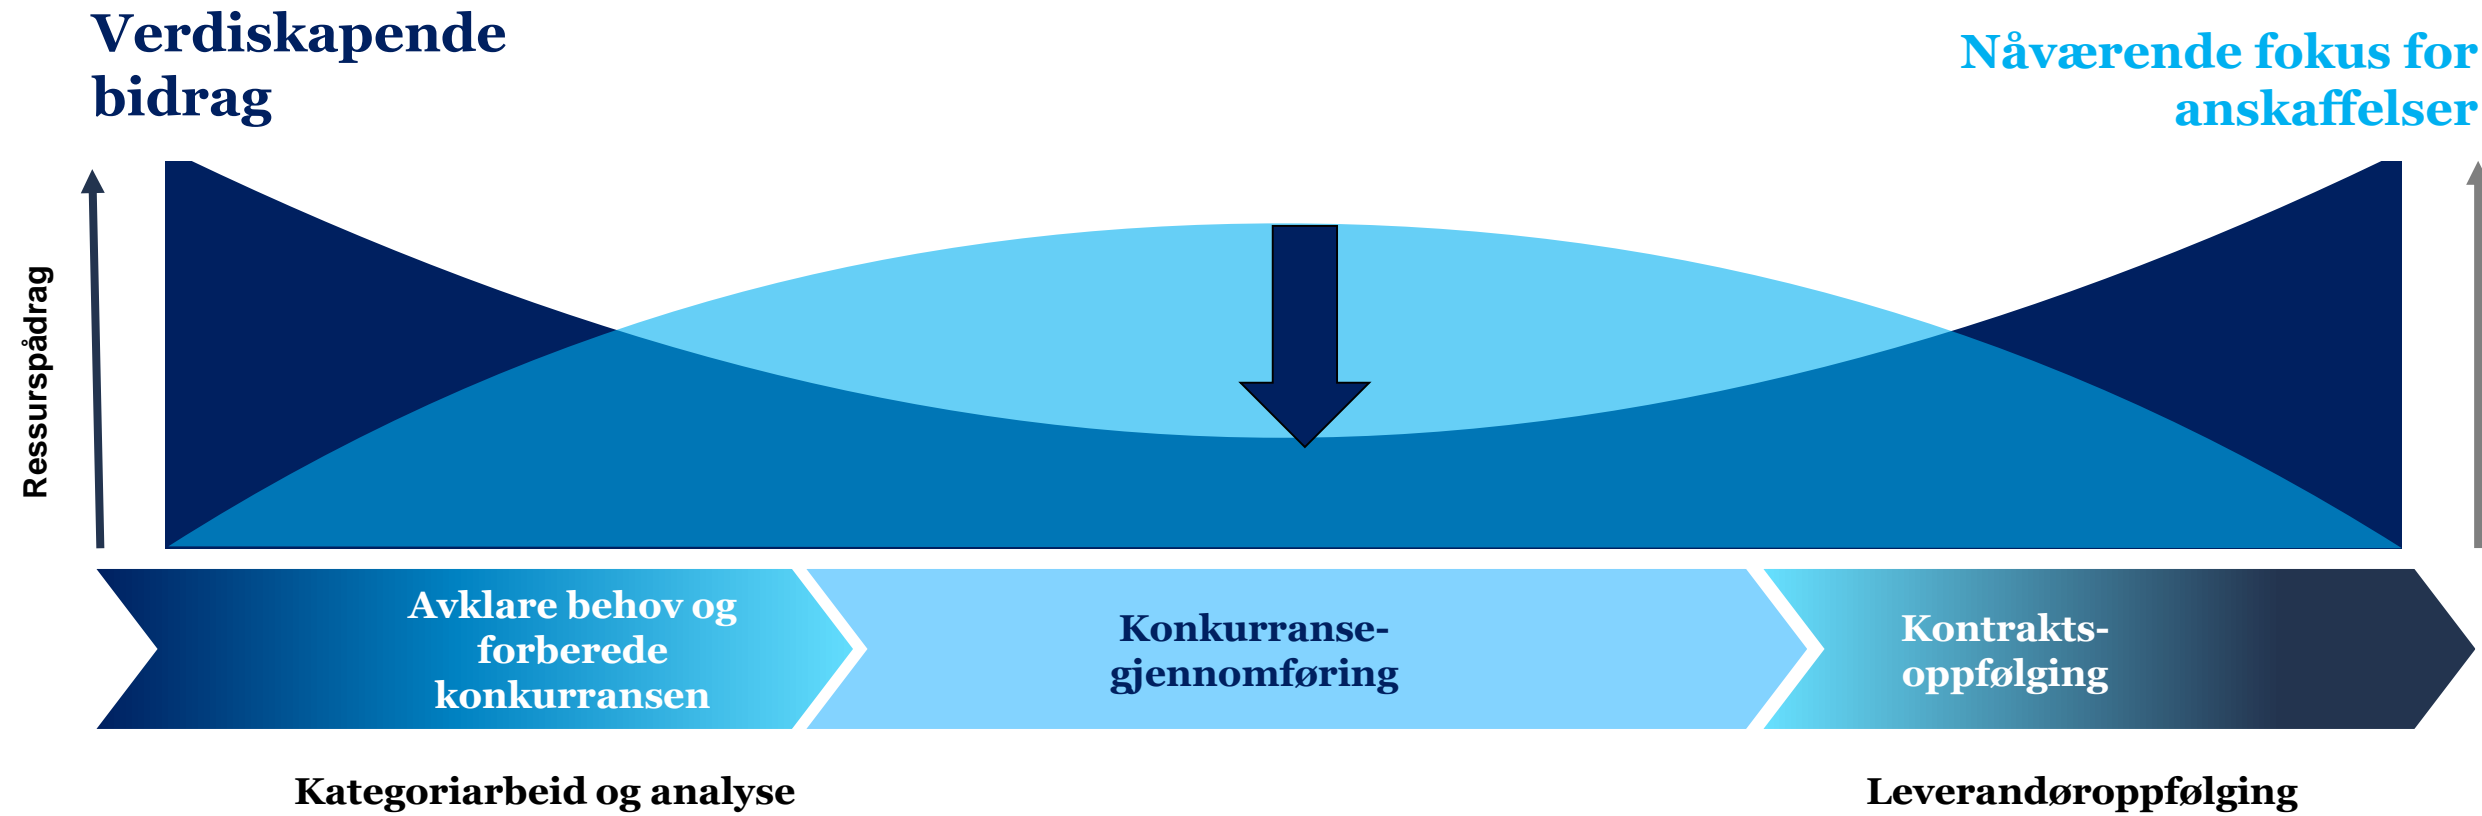 Verdiskapende
bidrag
Nåværende fokus for
anskaffelser
Ressurspådrag
Avklare behov og
forberede
konkurransen
Konkurranse-
gjennomføring
Kontrakts-
oppfølging
Kategoriarbeid og analyse
Leverandøroppfølging